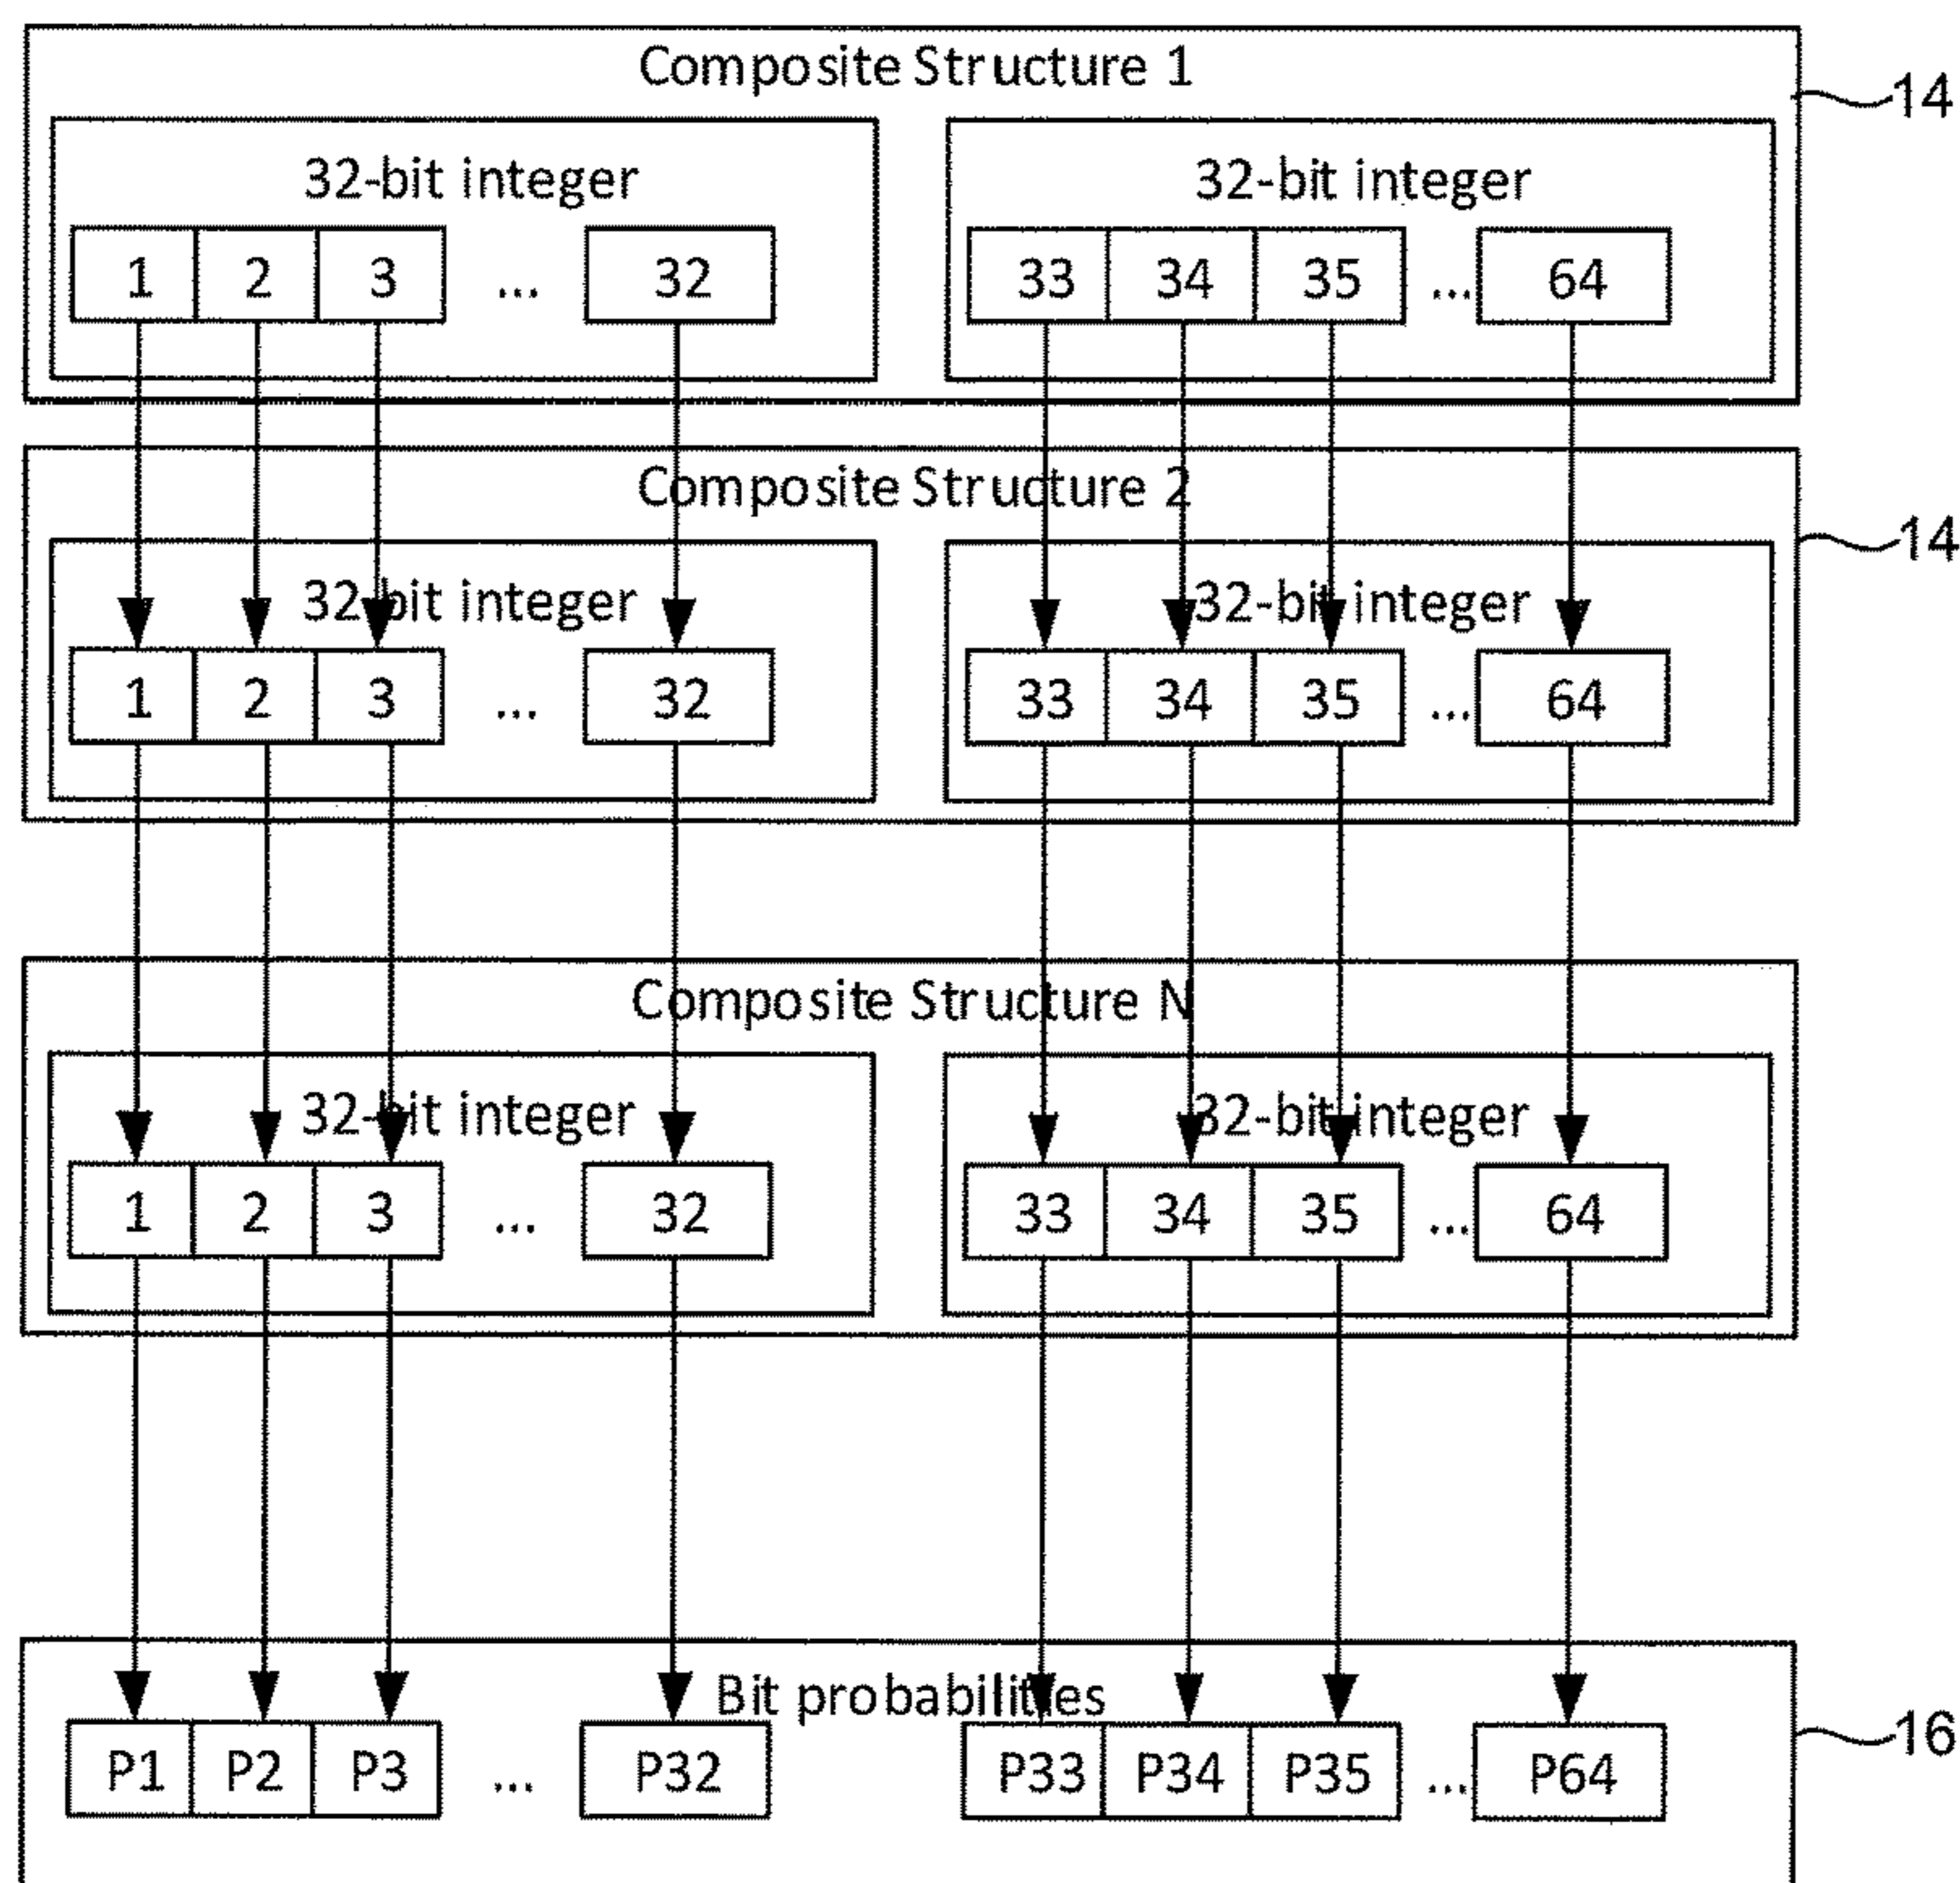 Composite Structure 1
14
32-bit integer 32-bit integer
1 2 3 ... 32 33 34 35 ... 64
Composite Structure 2
14
32-bit integer 32-bit integer
1 2 3 ... 32 33 34 35 ... 64
Composite Structure N
32-bit integer 32-bit integer
1 2 3 ... 32 33 34 35 ... 64
Bit probabilities
16
P1 P2 P3 ... P32 P33 P34 P35 ... P64